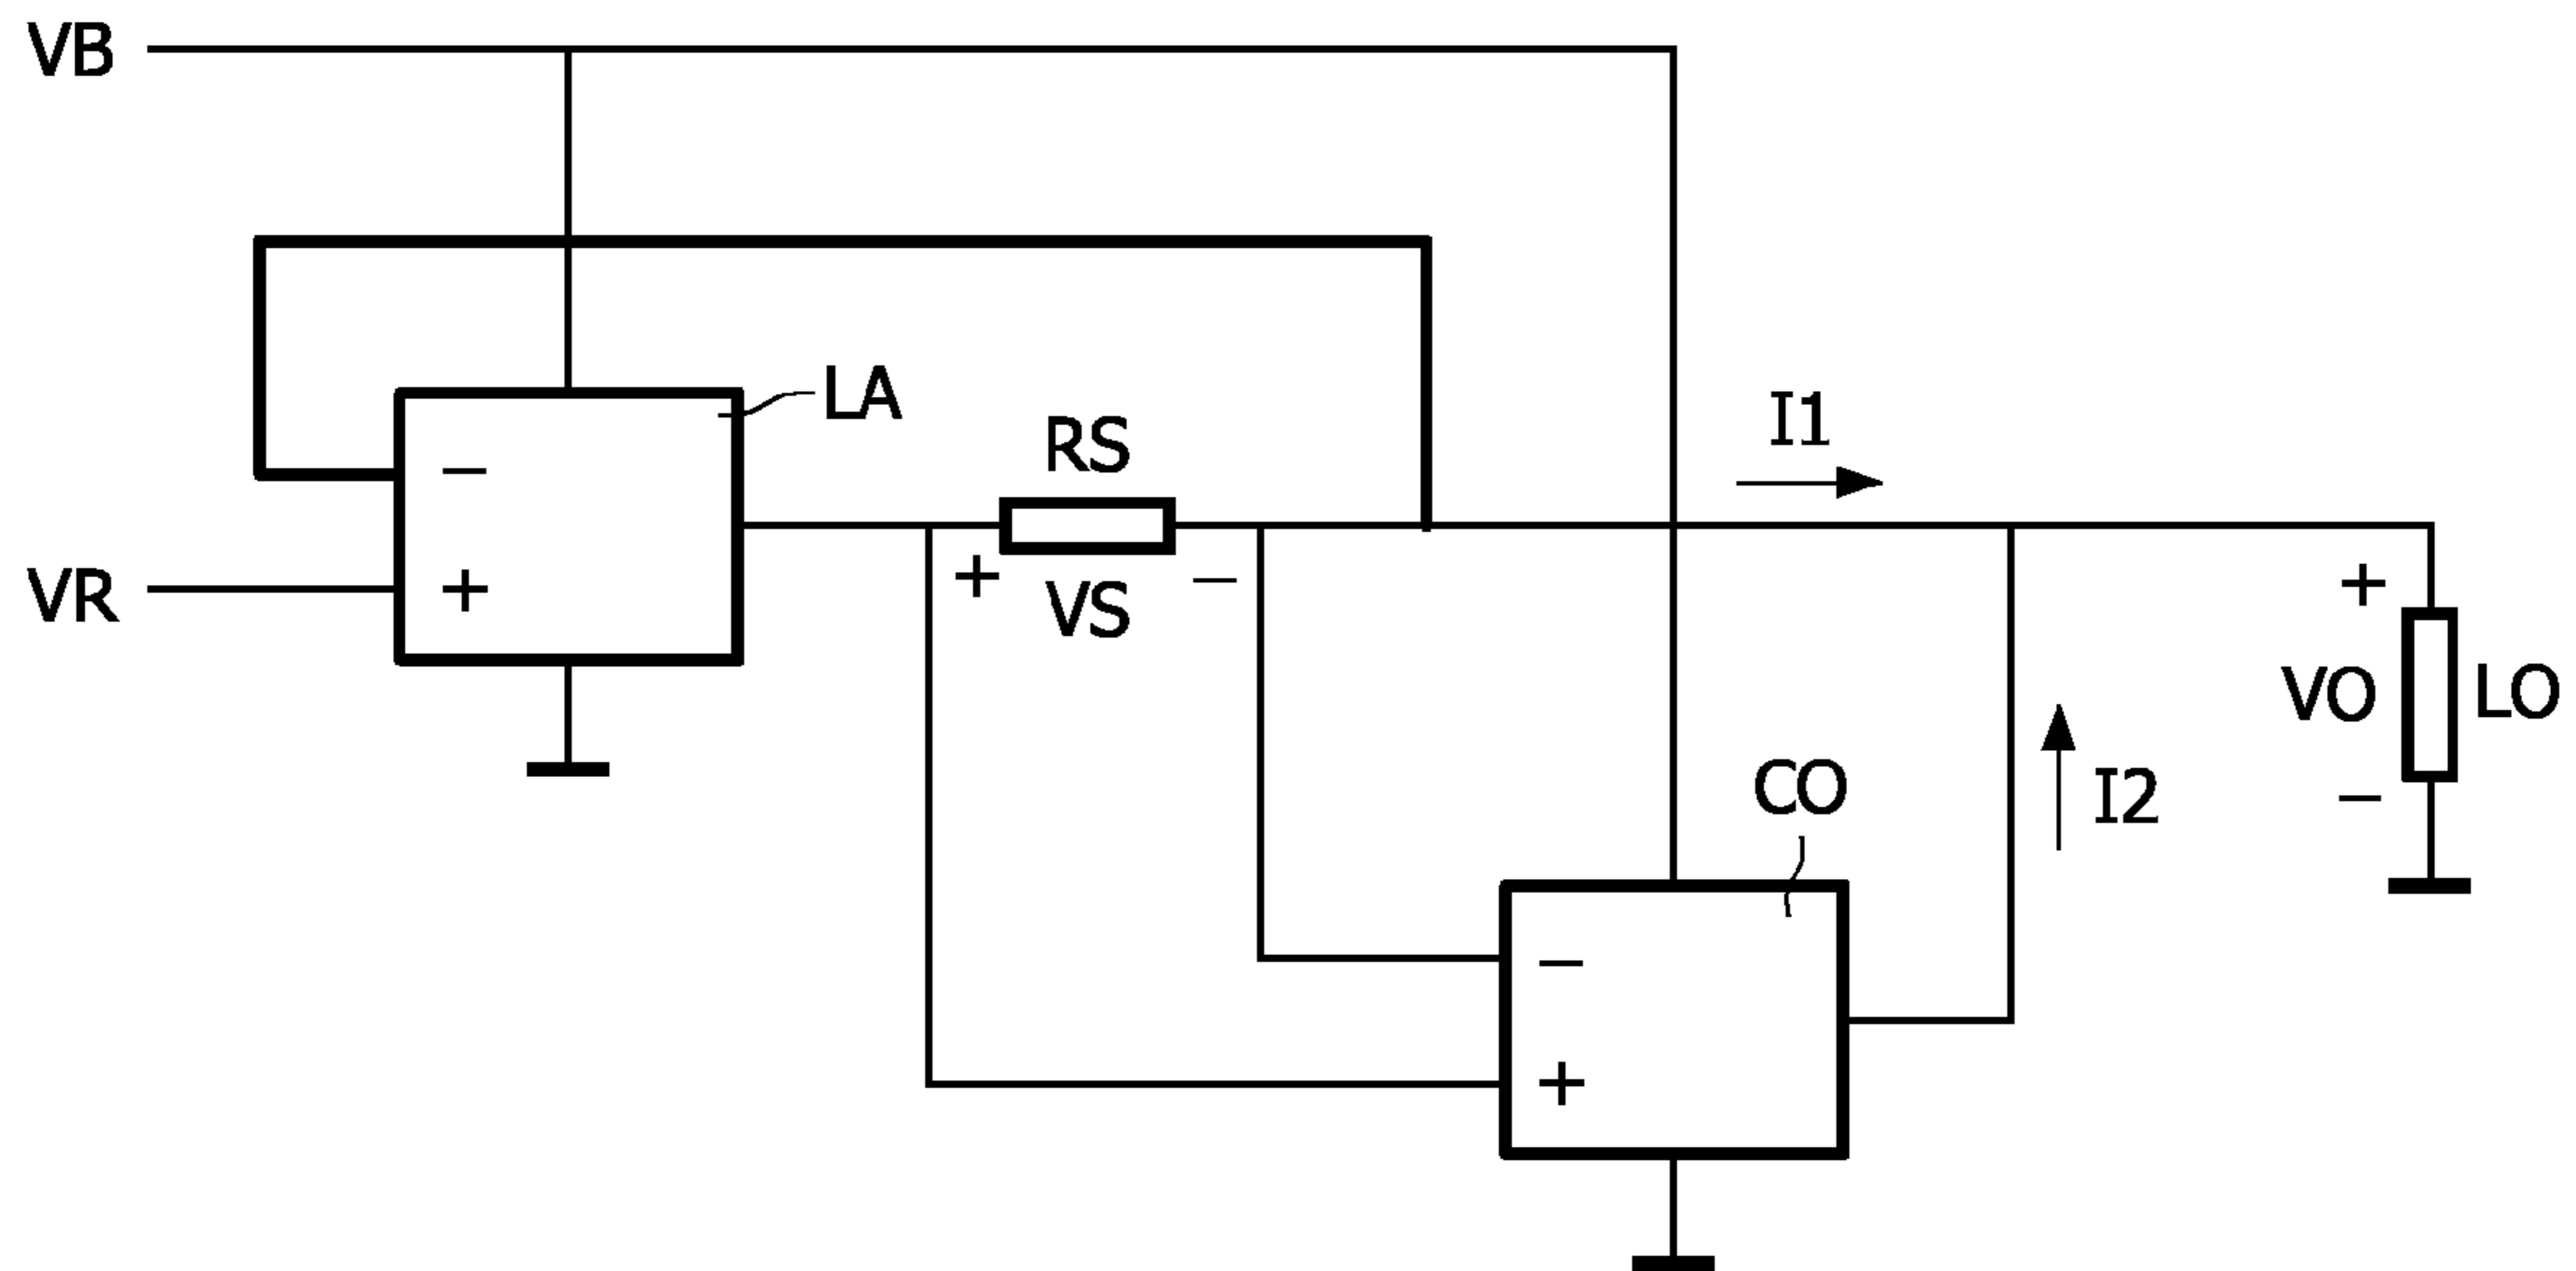 VB
LA
I1
RS
−
VR
+
+
VS
−
+
VO
LO
−
CO
I2
−
+